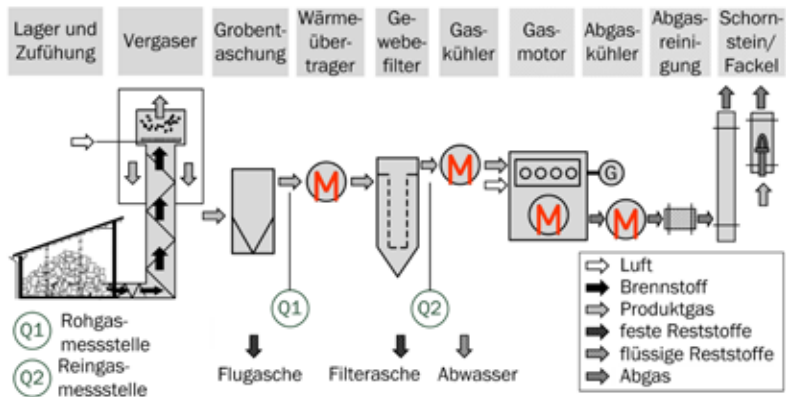 Lager und
Zufühung
Vergaser
Grobent-
aschung
Wärme-
über-
trager
Ge-
webe-
filter
Gas-
kühler
Gas-
motor
Abgas-
kühler
Abgas-
reini-
gung
Schorn-
stein/
Fackel
M
M
M
M
G
Q1
Q2
Q1
Rohgas-
messstelle
Q2
Reingas-
messstelle
Flugasche
Filterasche
Abwasser
Luft
Brennstoff
Produktgas
feste Reststoffe
flüssige Reststoffe
Abgas